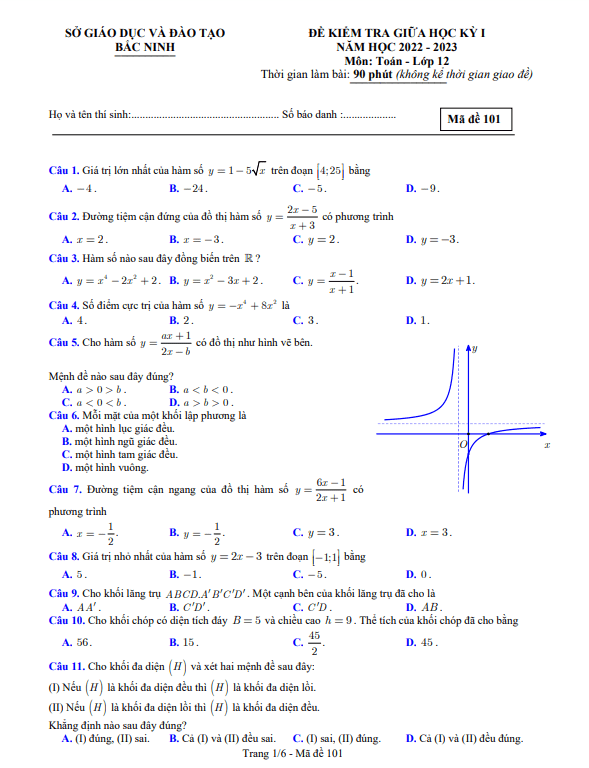 SỞ GIÁO DỤC VÀ ĐÀO TẠO
BẮC NINH
ĐỀ KIỂM TRA GIỮA HỌC KỲ I
NĂM HỌC 2022 - 2023
Môn: Toán - Lớp 12
Thời gian làm bài: 90 phút (không kể thời gian giao đề)
Họ và tên thí sinh:...................................................... Số báo danh :...................
Mã đề 101
Câu 1. Giá trị lớn nhất của hàm số y = 1 − 5√x trên đoạn [4;25] bằng
A. −4. B. −24. C. −5. D. −9.
Câu 2. Đường tiệm cận đứng của đồ thị hàm số y = (2x − 5)/(x + 3) có phương trình
A. x = 2. B. x = −3. C. y = 2. D. y = −3.
Câu 3. Hàm số nào sau đây đồng biến trên ℝ?
A. y = x⁴ − 2x² + 2. B. y = x² − 3x + 2. C. y = (x − 1)/(x + 1). D. y = 2x + 1.
Câu 4. Số điểm cực trị của hàm số y = −x⁴ + 8x² là
A. 4. B. 2. C. 3. D. 1.
Câu 5. Cho hàm số y = (ax + 1)/(2x − b) có đồ thị như hình vẽ bên.
Mệnh đề nào sau đây đúng?
A. a > 0 > b. B. a < b < 0.
C. a < 0 < b. D. a > b > 0.
y
O
x
Câu 6. Mỗi mặt của một khối lập phương là
A. một hình lục giác đều.
B. một hình ngũ giác đều.
C. một hình tam giác đều.
D. một hình vuông.
Câu 7. Đường tiệm cận ngang của đồ thị hàm số y = (6x − 1)/(2x + 1) có
phương trình
A. x = −1/2. B. y = −1/2. C. y = 3. D. x = 3.
Câu 8. Giá trị nhỏ nhất của hàm số y = 2x − 3 trên đoạn [−1;1] bằng
A. 5. B. −1. C. −5. D. 0.
Câu 9. Cho khối lăng trụ ABCD.A′B′C′D′. Một cạnh bên của khối lăng trụ đã cho là
A. AA′. B. C′D′. C. C′D. D. AB.
Câu 10. Cho khối chóp có diện tích đáy B = 5 và chiều cao h = 9. Thể tích của khối chóp đã cho bằng
A. 56. B. 15. C. 45/2. D. 45.
Câu 11. Cho khối đa diện (H) và xét hai mệnh đề sau đây:
(I) Nếu (H) là khối đa diện đều thì (H) là khối đa diện lồi.
(II) Nếu (H) là khối đa diện lồi thì (H) là khối đa diện đều.
Khẳng định nào sau đây đúng?
A. (I) đúng, (II) sai. B. Cả (I) và (II) đều sai. C. (I) sai, (II) đúng. D. Cả (I) và (II) đều đúng.
Trang 1/6 - Mã đề 101